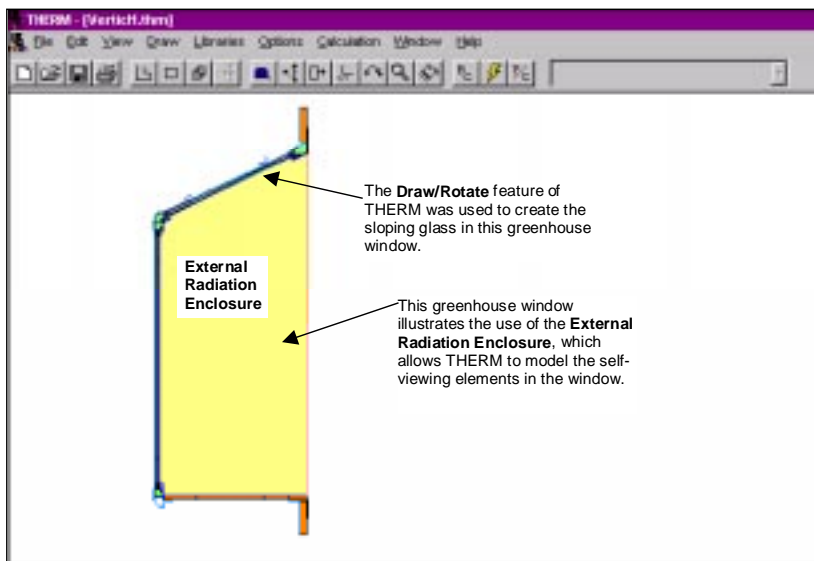 THERM - [VerticH.thm]
File Edit View Draw Libraries Options Calculation Window Help
The Draw/Rotate feature of
THERM was used to create the
sloping glass in this greenhouse
window.
External
Radiation
Enclosure
This greenhouse window
illustrates the use of the External
Radiation Enclosure, which
allows THERM to model the self-
viewing elements in the window.